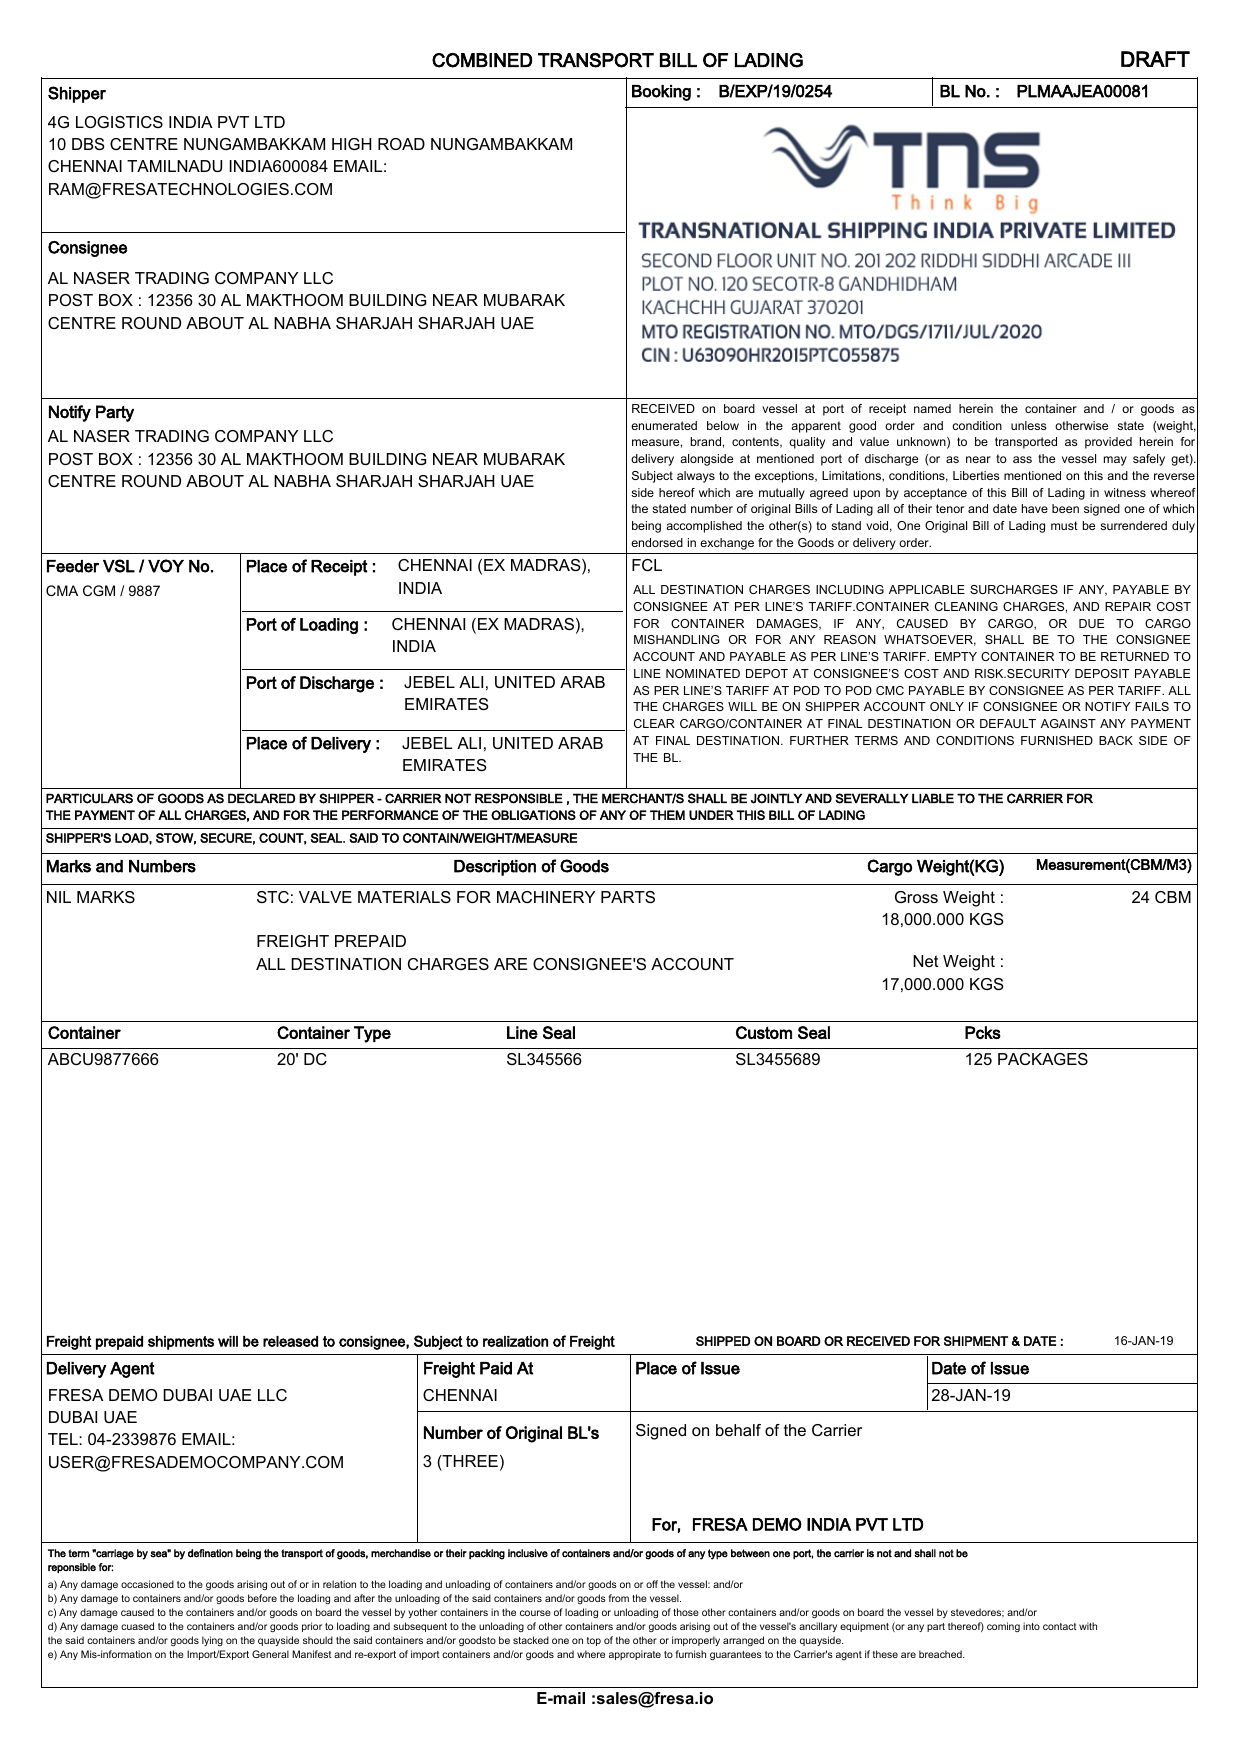 COMBINED TRANSPORT BILL OF LADING
DRAFT
Shipper
4G LOGISTICS INDIA PVT LTD
10 DBS CENTRE NUNGAMBAKKAM HIGH ROAD NUNGAMBAKKAM
CHENNAI TAMILNADU INDIA600084 EMAIL:
RAM@FRESATECHNOLOGIES.COM
Booking : B/EXP/19/0254
BL No. : PLMAAJEA00081
TNS
Think Big
TRANSNATIONAL SHIPPING INDIA PRIVATE LIMITED
SECOND FLOOR UNIT NO. 201 202 RIDDHI SIDDHI ARCADE III
PLOT NO. 120 SECOTR-8 GANDHIDHAM
KACHCHH GUJARAT 370201
MTO REGISTRATION NO. MTO/DGS/1711/JUL/2020
CIN : U63090HR2015PTC055875
Consignee
AL NASER TRADING COMPANY LLC
POST BOX : 12356 30 AL MAKTHOOM BUILDING NEAR MUBARAK
CENTRE ROUND ABOUT AL NABHA SHARJAH SHARJAH UAE
Notify Party
AL NASER TRADING COMPANY LLC
POST BOX : 12356 30 AL MAKTHOOM BUILDING NEAR MUBARAK
CENTRE ROUND ABOUT AL NABHA SHARJAH SHARJAH UAE
RECEIVED on board vessel at port of receipt named herein the container and / or goods as
enumerated below in the apparent good order and condition unless otherwise state (weight,
measure, brand, contents, quality and value unknown) to be transported as provided herein for
delivery alongside at mentioned port of discharge (or as near to ass the vessel may safely get).
Subject always to the exceptions, Limitations, conditions, Liberties mentioned on this and the reverse
side hereof which are mutually agreed upon by acceptance of this Bill of Lading in witness whereof
the stated number of original Bills of Lading all of their tenor and date have been signed one of which
being accomplished the other(s) to stand void, One Original Bill of Lading must be surrendered duly
endorsed in exchange for the Goods or delivery order.
Feeder VSL / VOY No.
CMA CGM / 9887
Place of Receipt : CHENNAI (EX MADRAS),
INDIA
Port of Loading : CHENNAI (EX MADRAS),
INDIA
Port of Discharge : JEBEL ALI, UNITED ARAB
EMIRATES
Place of Delivery : JEBEL ALI, UNITED ARAB
EMIRATES
FCL
ALL DESTINATION CHARGES INCLUDING APPLICABLE SURCHARGES IF ANY, PAYABLE BY
CONSIGNEE AT PER LINE'S TARIFF.CONTAINER CLEANING CHARGES, AND REPAIR COST
FOR CONTAINER DAMAGES, IF ANY, CAUSED BY CARGO, OR DUE TO CARGO
MISHANDLING OR FOR ANY REASON WHATSOEVER, SHALL BE TO THE CONSIGNEE
ACCOUNT AND PAYABLE AS PER LINE'S TARIFF. EMPTY CONTAINER TO BE RETURNED TO
LINE NOMINATED DEPOT AT CONSIGNEE'S COST AND RISK.SECURITY DEPOSIT PAYABLE
AS PER LINE'S TARIFF AT POD TO POD CMC PAYABLE BY CONSIGNEE AS PER TARIFF. ALL
THE CHARGES WILL BE ON SHIPPER ACCOUNT ONLY IF CONSIGNEE OR NOTIFY FAILS TO
CLEAR CARGO/CONTAINER AT FINAL DESTINATION OR DEFAULT AGAINST ANY PAYMENT
AT FINAL DESTINATION. FURTHER TERMS AND CONDITIONS FURNISHED BACK SIDE OF
THE BL.
PARTICULARS OF GOODS AS DECLARED BY SHIPPER - CARRIER NOT RESPONSIBLE , THE MERCHANT/S SHALL BE JOINTLY AND SEVERALLY LIABLE TO THE CARRIER FOR
THE PAYMENT OF ALL CHARGES, AND FOR THE PERFORMANCE OF THE OBLIGATIONS OF ANY OF THEM UNDER THIS BILL OF LADING
SHIPPER'S LOAD, STOW, SECURE, COUNT, SEAL. SAID TO CONTAIN/WEIGHT/MEASURE
Marks and Numbers Description of Goods Cargo Weight(KG) Measurement(CBM/M3)
NIL MARKS STC: VALVE MATERIALS FOR MACHINERY PARTS Gross Weight : 24 CBM
18,000.000 KGS
FREIGHT PREPAID
ALL DESTINATION CHARGES ARE CONSIGNEE'S ACCOUNT Net Weight :
17,000.000 KGS
Container Container Type Line Seal Custom Seal Pcks
ABCU9877666 20' DC SL345566 SL3455689 125 PACKAGES
Freight prepaid shipments will be released to consignee, Subject to realization of Freight
SHIPPED ON BOARD OR RECEIVED FOR SHIPMENT & DATE : 16-JAN-19
Delivery Agent
FRESA DEMO DUBAI UAE LLC
DUBAI UAE
TEL: 04-2339876 EMAIL:
USER@FRESADEMOCOMPANY.COM
Freight Paid At
CHENNAI
Number of Original BL's
3 (THREE)
Place of Issue
Date of Issue
28-JAN-19
Signed on behalf of the Carrier
For, FRESA DEMO INDIA PVT LTD
The term "carriage by sea" by defination being the transport of goods, merchandise or their packing inclusive of containers and/or goods of any type between one port, the carrier is not and shall not be
reponsible for:
a) Any damage occasioned to the goods arising out of or in relation to the loading and unloading of containers and/or goods on or off the vessel: and/or
b) Any damage to containers and/or goods before the loading and after the unloading of the said containers and/or goods from the vessel.
c) Any damage caused to the containers and/or goods on board the vessel by yother containers in the course of loading or unloading of those other containers and/or goods on board the vessel by stevedores; and/or
d) Any damage cuased to the containers and/or goods prior to loading and subsequent to the unloading of other containers and/or goods arising out of the vessel's ancillary equipment (or any part thereof) coming into contact with
the said containers and/or goods lying on the quayside should the said containers and/or goodsto be stacked one on top of the other or improperly arranged on the quayside.
e) Any Mis-information on the Import/Export General Manifest and re-export of import containers and/or goods and where appropirate to furnish guarantees to the Carrier's agent if these are breached.
E-mail :sales@fresa.io